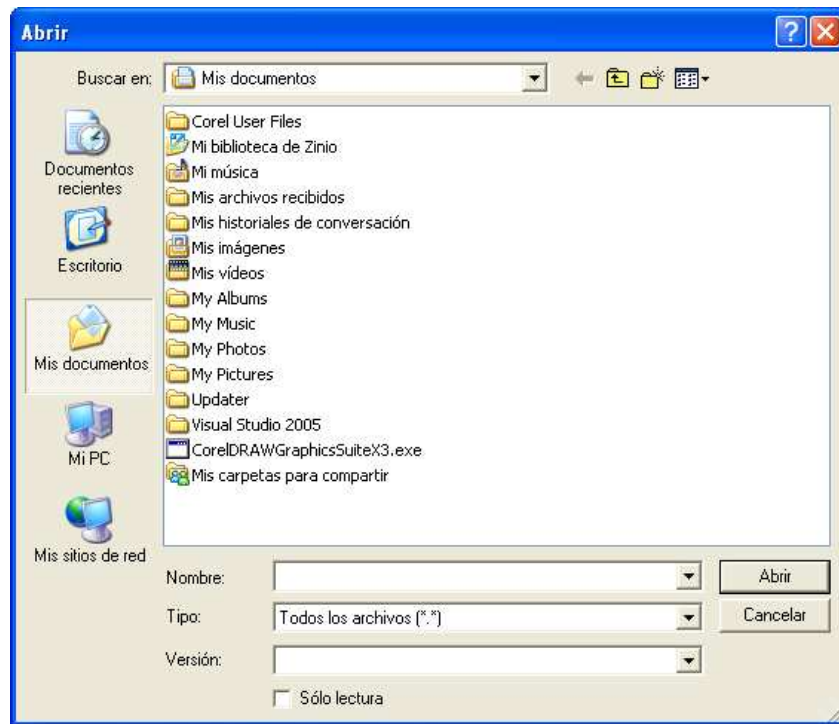 Abrir
Buscar en: Mis documentos
Documentos
recientes
Escritorio
Mis documentos
Mi PC
Mis sitios de red
Corel User Files
Mi biblioteca de Zinio
Mi música
Mis archivos recibidos
Mis historiales de conversación
Mis imágenes
Mis vídeos
My Albums
My Music
My Photos
My Pictures
Updater
Visual Studio 2005
CorelDRAWGraphicsSuiteX3.exe
Mis carpetas para compartir
Nombre:
Abrir
Tipo: Todos los archivos (*.*)
Cancelar
Versión:
Sólo lectura